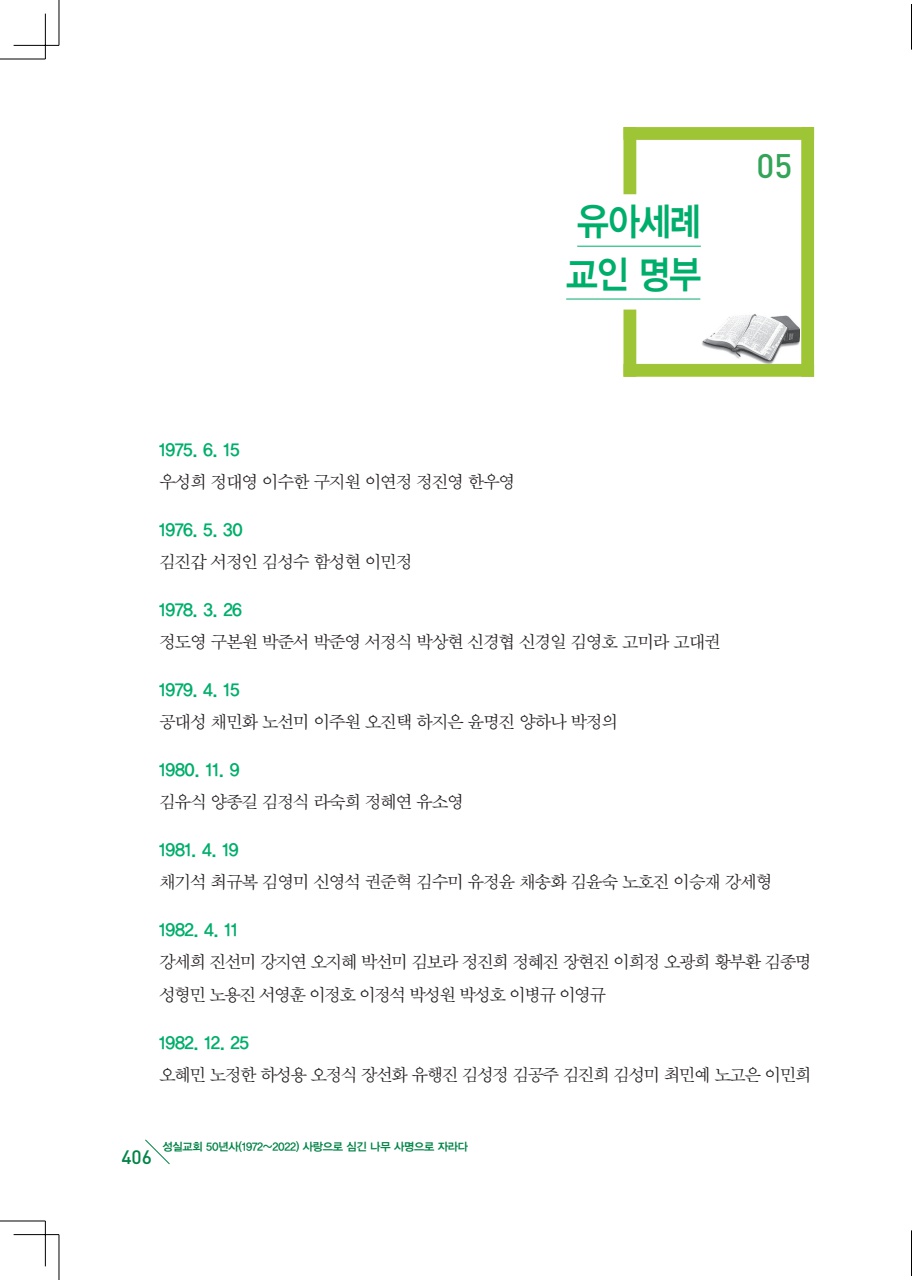 05
유아세례
교인 명부
1975. 6. 15
우성희 정대영 이수한 구지원 이연정 정진영 한우영
1976. 5. 30
김진갑 서정인 김성수 함성현 이민정
1978. 3. 26
정도영 구본원 박준서 박준영 서정식 박상현 신경협 신경일 김영호 고미라 고대권
1979. 4. 15
공대성 채민화 노선미 이주원 오진택 하지은 윤명진 양하나 박정의
1980. 11. 9
김유식 양종길 김정식 라숙희 정혜연 유소영
1981. 4. 19
채기석 최규복 김영미 신영석 권준혁 김수미 유정윤 채송화 김윤숙 노호진 이승재 강세형
1982. 4. 11
강세희 진선미 강지연 오지혜 박선미 김보라 정진희 정혜진 장현진 이희정 오광희 황부환 김종명
성형민 노용진 서영훈 이정호 이정석 박성원 박성호 이병규 이영규
1982. 12. 25
오혜민 노정한 하성용 오정식 장선화 유행진 김성정 김공주 김진희 김성미 최민예 노고은 이민희
406 성실교회 50년사(1972~2022) 사랑으로 심긴 나무 사명으로 자라다